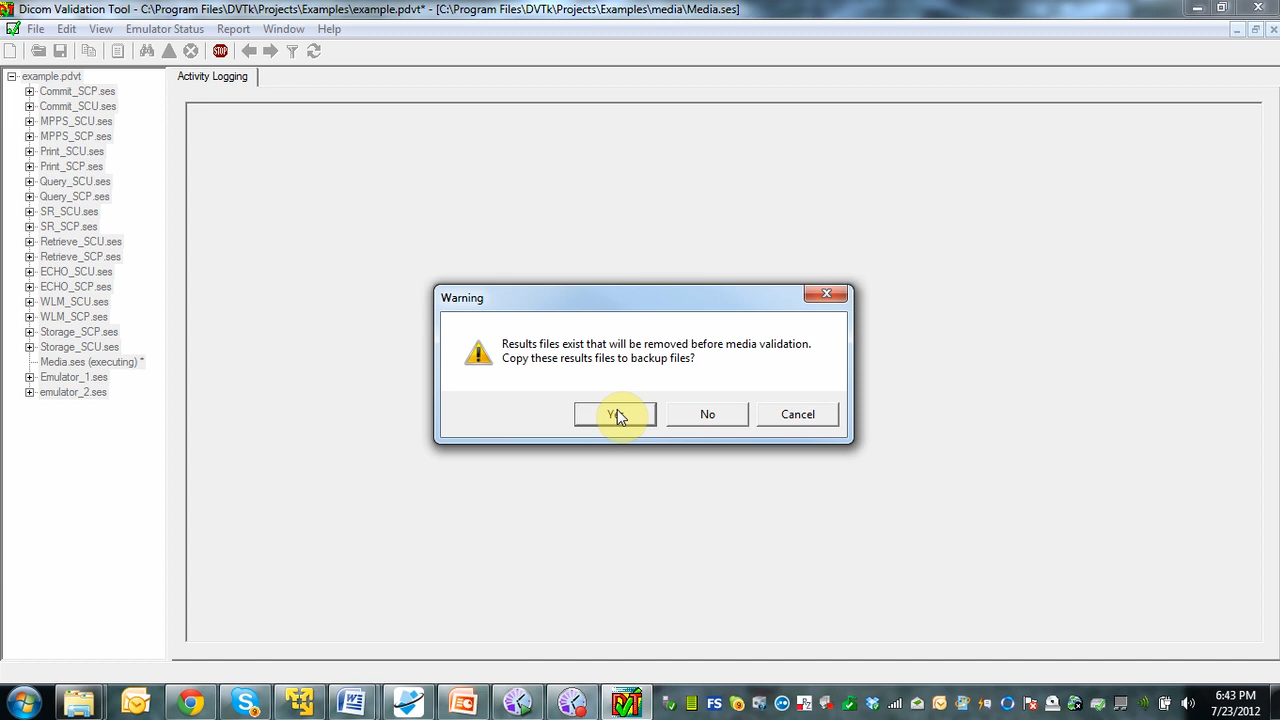 Dicom Validation Tool - C:\Program Files\DVTk\Projects\Examples\example.pdvt* - [C:\Program Files\DVTk\Projects\Examples\media\Media.ses]
File Edit View Emulator Status Report Window Help
STOP
example.pdvt
Activity Logging
Commit_SCP.ses
Commit_SCU.ses
MPPS_SCU.ses
MPPS_SCP.ses
Print_SCU.ses
Print_SCP.ses
Query_SCU.ses
Query_SCP.ses
SR_SCU.ses
SR_SCP.ses
Retrieve_SCU.ses
Retrieve_SCP.ses
ECHO_SCU.ses
ECHO_SCP.ses
WLM_SCU.ses
WLM_SCP.ses
Storage_SCP.ses
Storage_SCU.ses
Media.ses (executing) *
Emulator_1.ses
emulator_2.ses
Warning
Results files exist that will be removed before media validation.
Copy these results files to backup files?
No Cancel
FS
6:43 PM
7/23/2012